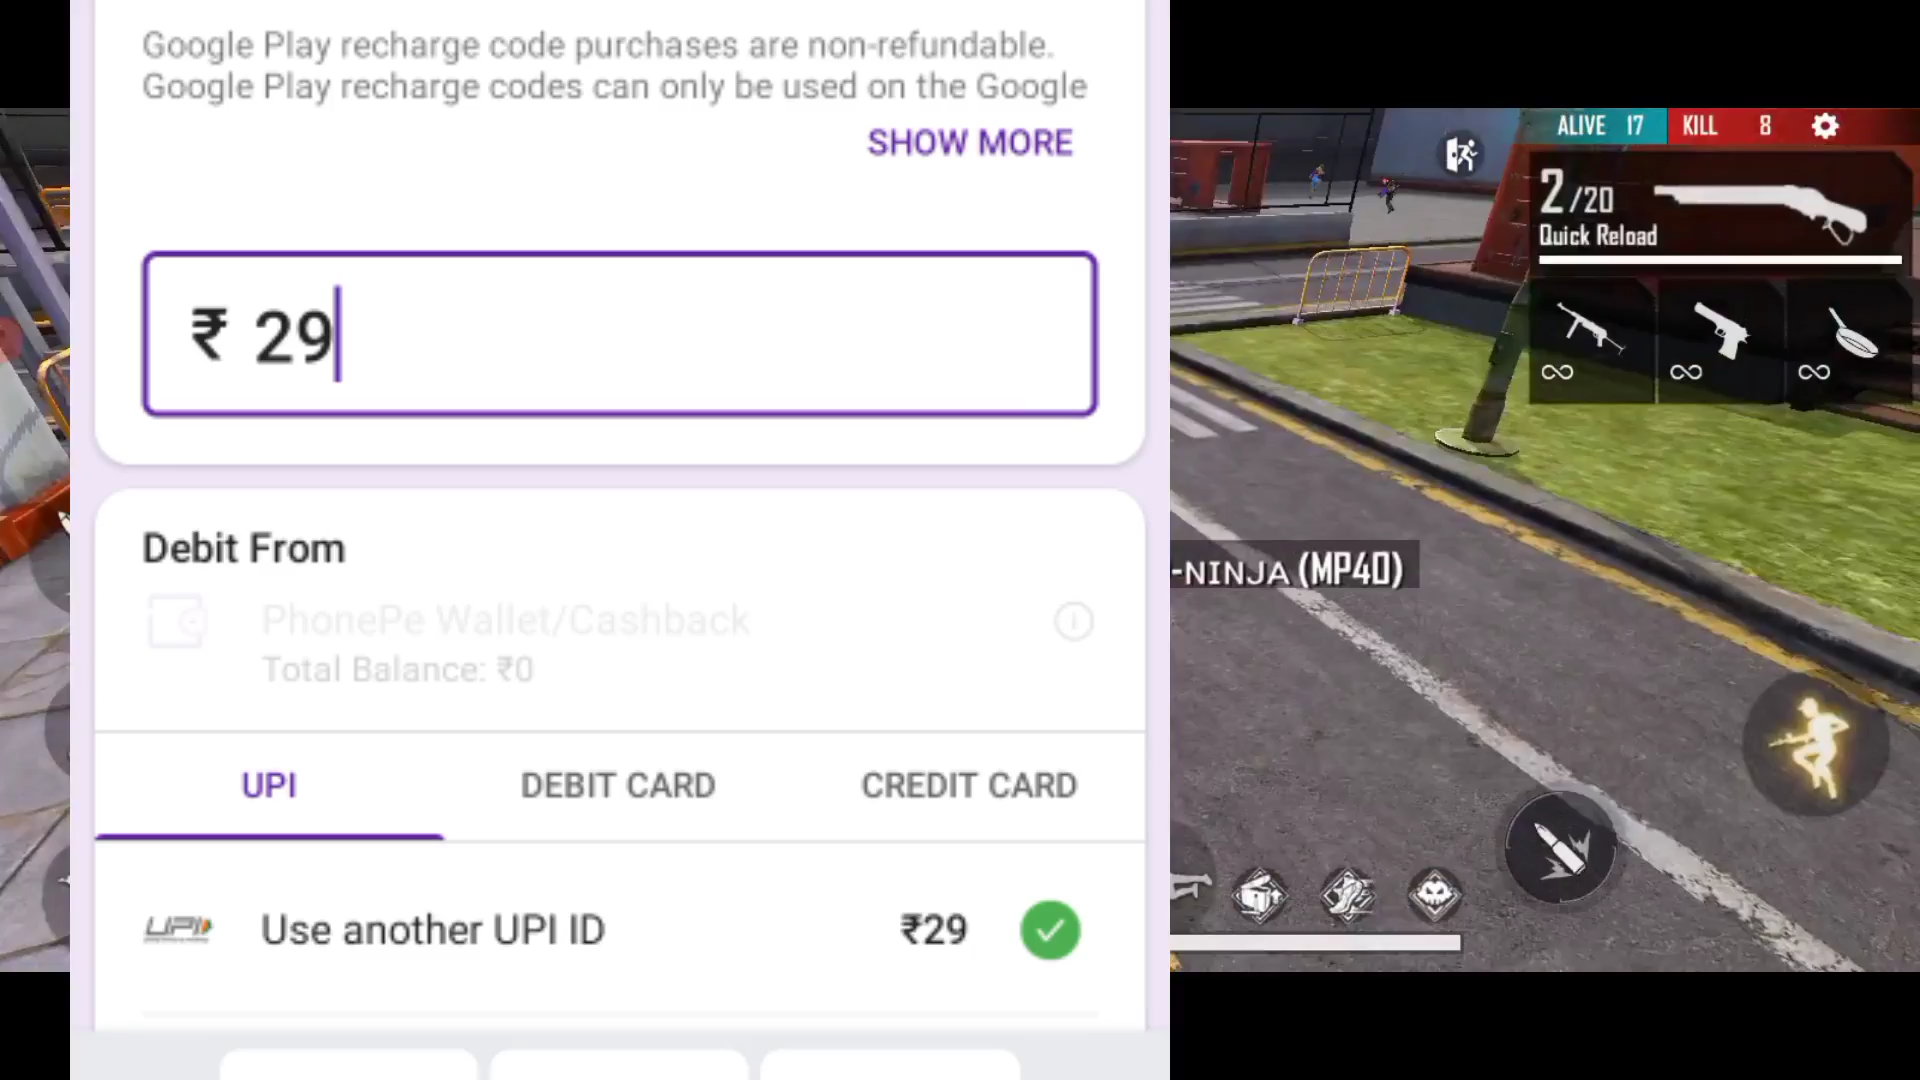 Google Play recharge code purchases are non-refundable.
Google Play recharge codes can only be used on the Google
SHOW MORE
₹ 29
Debit From
PhonePe Wallet/Cashback
Total Balance: ₹0
UPI
DEBIT CARD
CREDIT CARD
UPI
Use another UPI ID
₹29
ALIVE 17
KILL 8
2/20
Quick Reload
-NINJA (MP40)